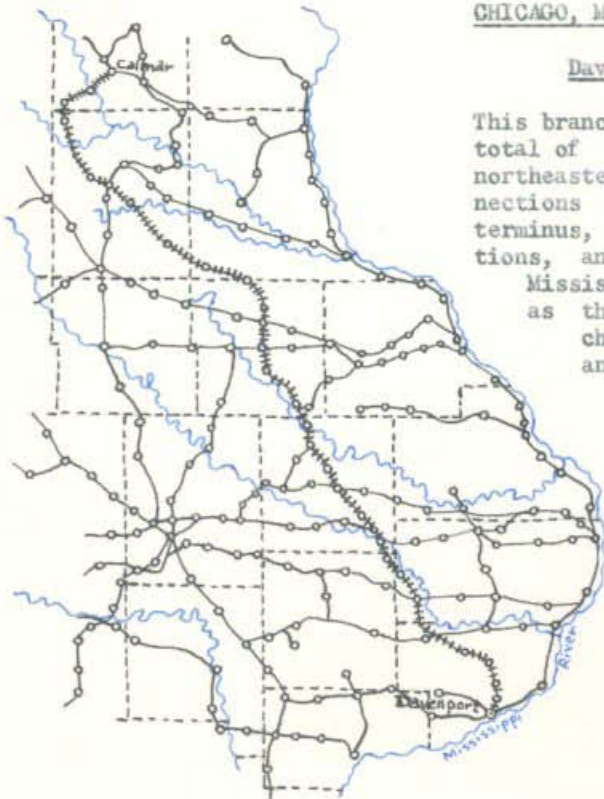 CHICAGO, M
Dav
This branc
total of
northeaste
nections
terminus,
tions, an
Missis
as th
ch
an
Calmar
Davenport
Mississippi River